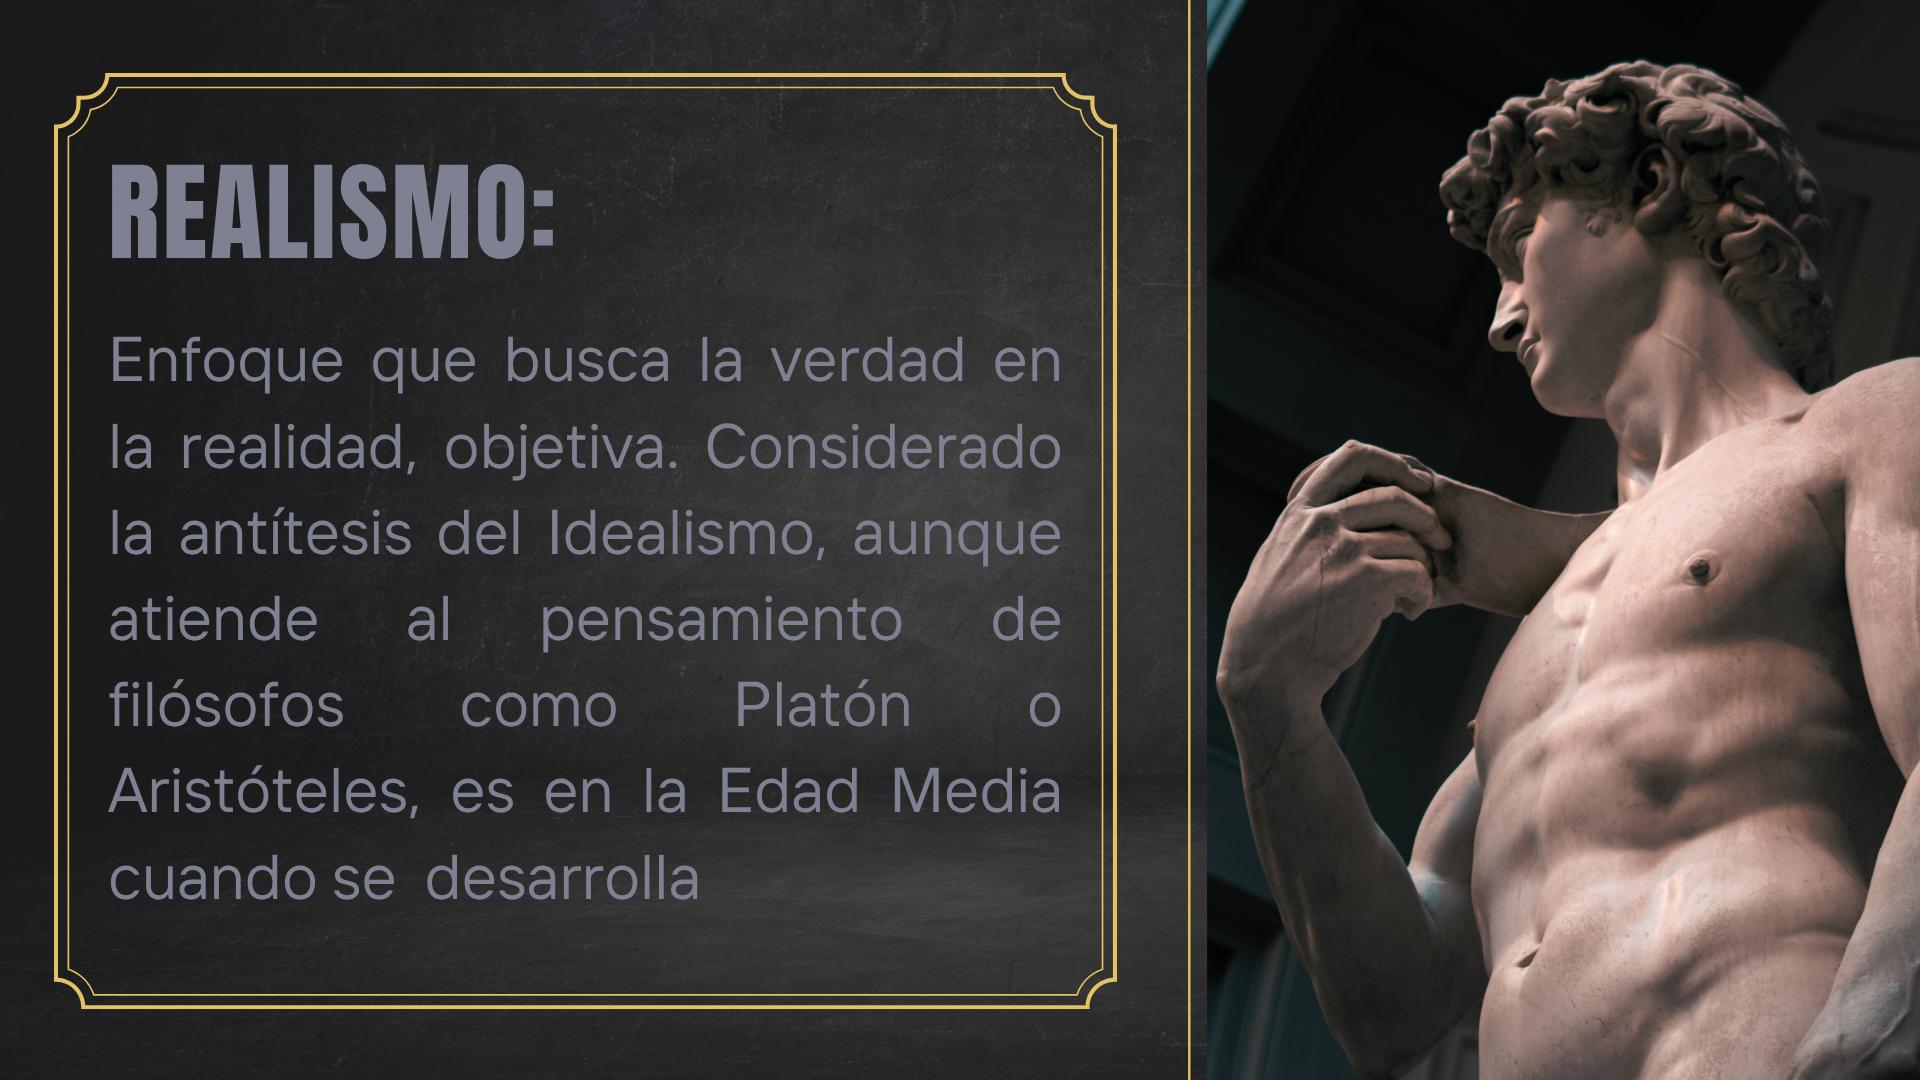 REALISMO:
Enfoque que busca la verdad en
la realidad, objetiva. Considerado
la antítesis del Idealismo, aunque
atiende al pensamiento de
filósofos como Platón o
Aristóteles, es en la Edad Media
cuando se desarrolla